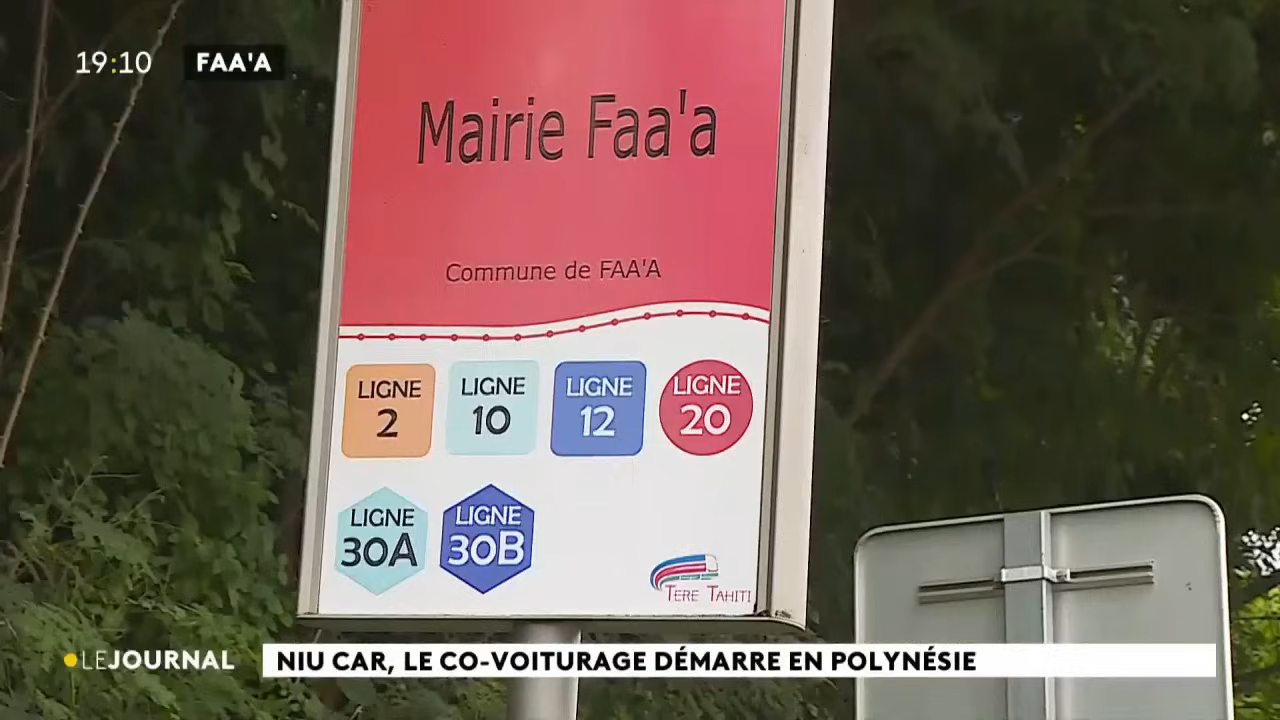 19:10 FAA'A
Mairie Faa'a
Commune de FAA'A
LIGNE 2
LIGNE 10
LIGNE 12
LIGNE 20
LIGNE 30A
LIGNE 30B
TERE TAHITI
LEJOURNAL
NIU CAR, LE CO-VOITURAGE DÉMARRE EN POLYNÉSIE